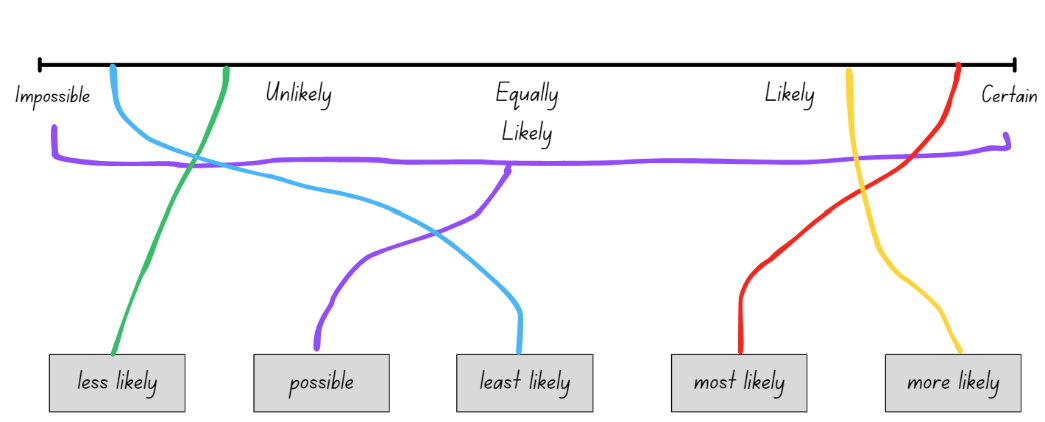 Impossible
Unlikely
Equally
Likely
Likely
Certain
less likely
possible
least likely
most likely
more likely